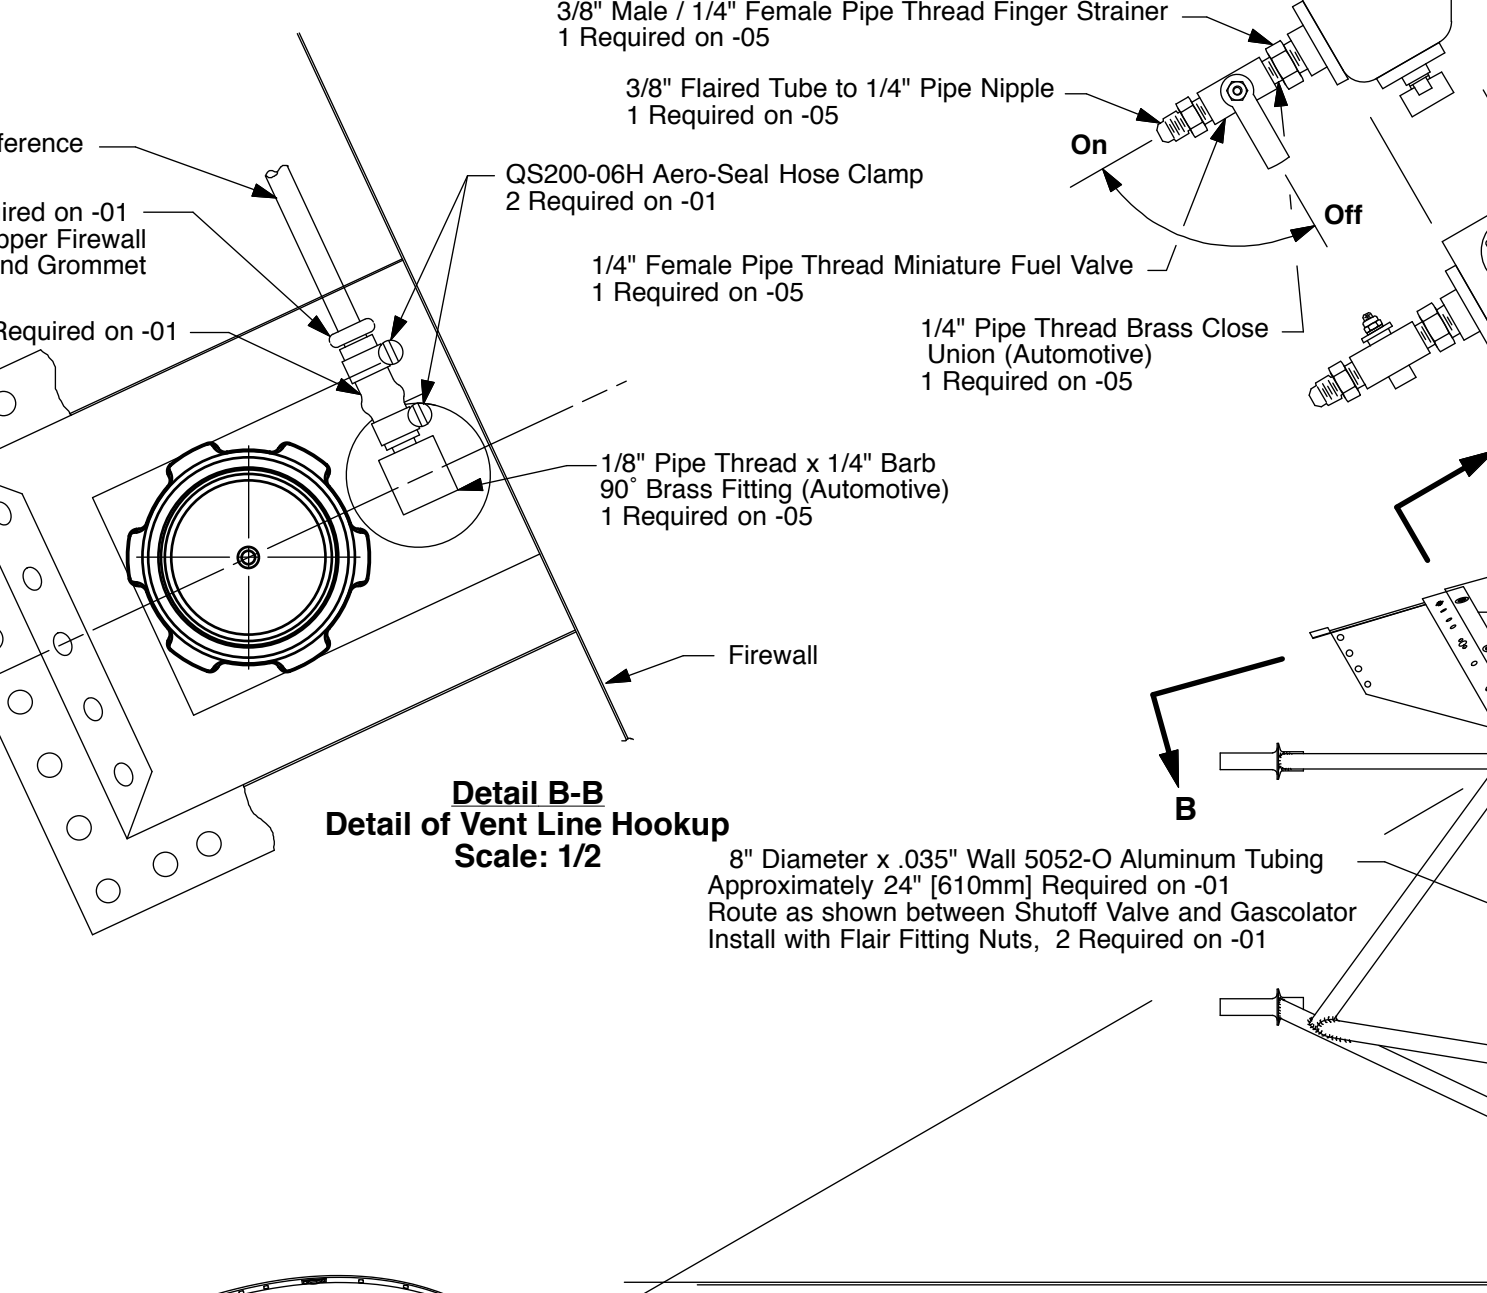 3/8" Male / 1/4" Female Pipe Thread Finger Strainer
1 Required on -05
3/8" Flaired Tube to 1/4" Pipe Nipple
1 Required on -05
On
Off
ference
QS200-06H Aero-Seal Hose Clamp
2 Required on -01
ired on -01
pper Firewall
nd Grommet
1/4" Female Pipe Thread Miniature Fuel Valve
1 Required on -05
Required on -01
1/4" Pipe Thread Brass Close
Union (Automotive)
1 Required on -05
1/8" Pipe Thread x 1/4" Barb
90˚ Brass Fitting (Automotive)
1 Required on -05
Firewall
Detail B-B
Detail of Vent Line Hookup
Scale: 1/2
B
8" Diameter x .035" Wall 5052-O Aluminum Tubing
Approximately 24" [610mm] Required on -01
Route as shown between Shutoff Valve and Gascolator
Install with Flair Fitting Nuts,  2 Required on -01